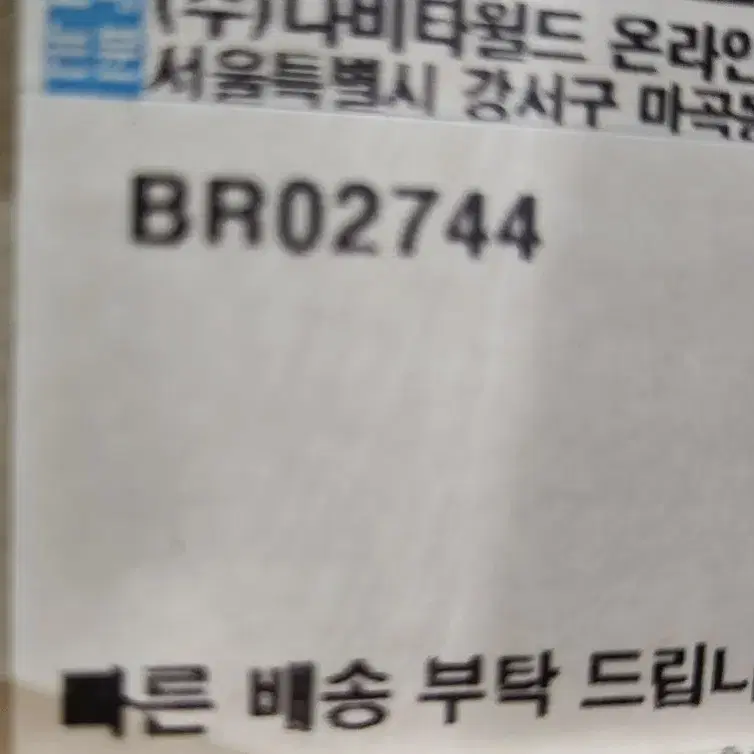 (주)나비타월드 온라인
서울특별시 강서구 마곡
BR02744
빠른 배송 부탁 드립니